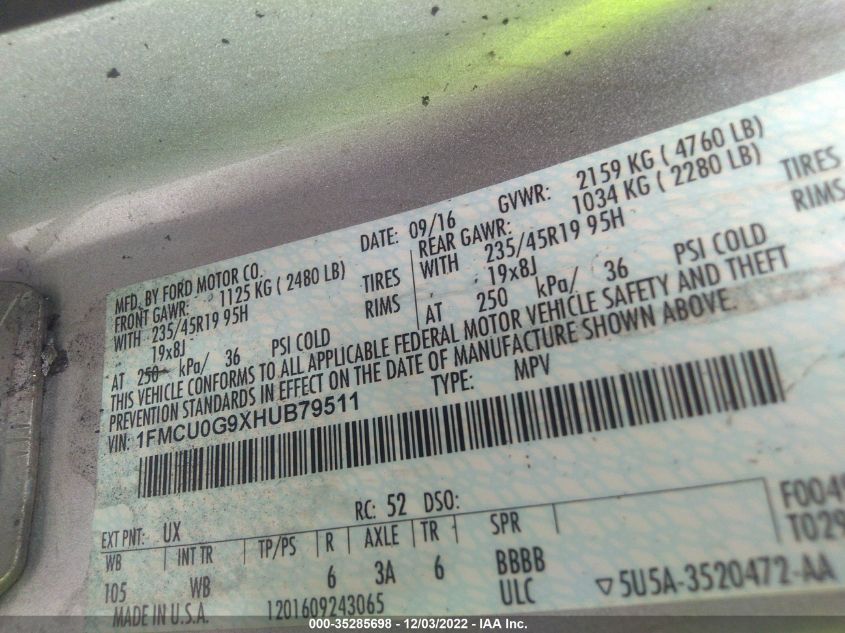 MFD. BY FORD MOTOR CO.
DATE: 09/16 GVWR: 2159 KG ( 4760 LB)
FRONT GAWR: 1125 KG ( 2480 LB) REAR GAWR: 1034 KG ( 2280 LB)
WITH 235/45R19 95H TIRES WITH 235/45R19 95H TIRES
19x8J RIMS 19x8J RIMS
AT 250 kPa/ 36 PSI COLD AT 250 kPa/ 36 PSI COLD
THIS VEHICLE CONFORMS TO ALL APPLICABLE FEDERAL MOTOR VEHICLE SAFETY AND THEFT
PREVENTION STANDARDS IN EFFECT ON THE DATE OF MANUFACTURE SHOWN ABOVE.
VIN: 1FMCU0G9XHUB79511 TYPE: MPV
F004
EXT PNT: UX RC: 52 DSO: T029
WB INT TR TP/PS R AXLE TR SPR
105 WB 6 3A 6 BBBB
ULC
MADE IN U.S.A. 1201609243065 5U5A-3520472-AA
000-35285698 - 12/03/2022 - IAA Inc.